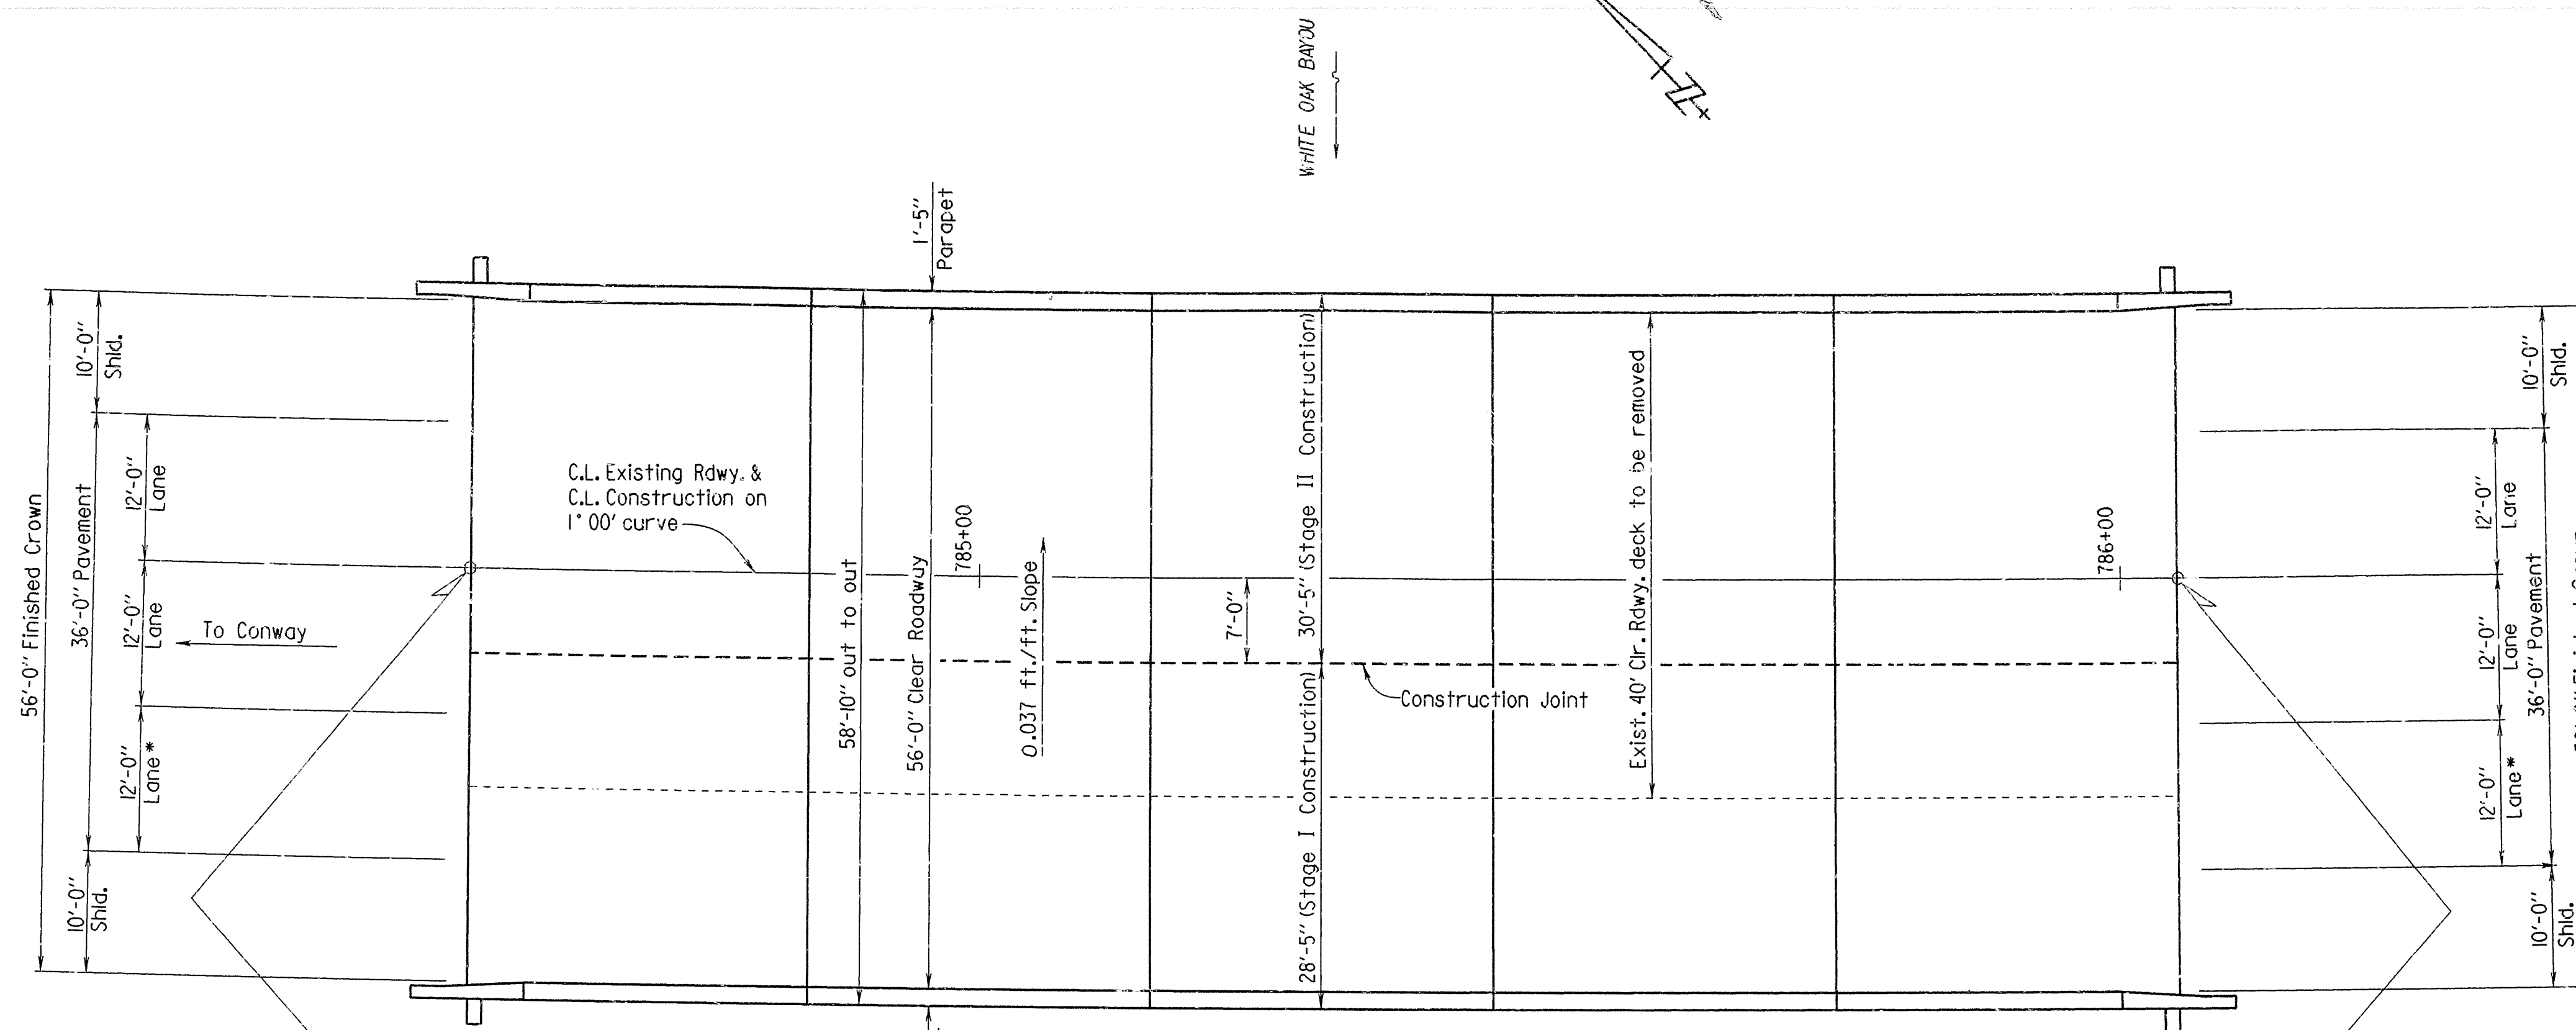 WHITE OAK BAYOU
1'-5"
Parapet
56'-0" Finished Crown
36'-0" Pavement
10'-0"
Shld.
12'-0"
Lane
12'-0"
Lane
12'-0"
Lane*
10'-0"
Shld.
To Conway
C.L. Existing Rdwy. &
C.L. Construction on
1°00' curve
58'-10" out to out
56'-0" Clear Roadway
785+00
0.037 ft./ft. Slope
7'-0"
30'-5" (Stage II Construction)
28'-5" (Stage I Construction)
Construction Joint
Exist. 40' Clr. Rdwy. deck to be removed
786+00
10'-0"
Shld.
12'-0"
Lane
12'-0"
Lane
12'-0"
Lane*
36'-0" Pavement
10'-0"
Shld.